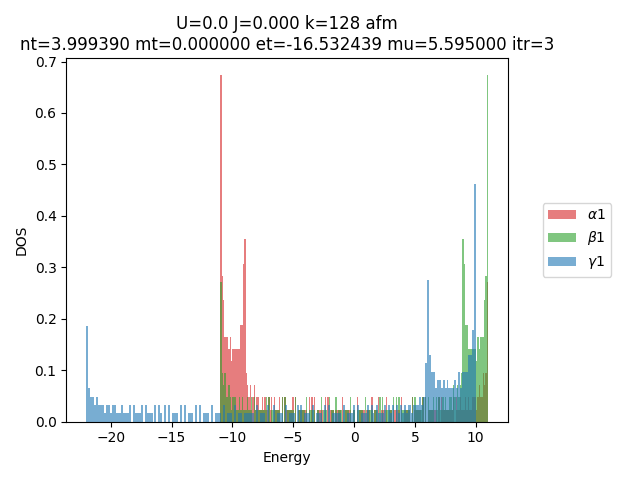 U=0.0 J=0.000 k=128 afm
nt=3.999390 mt=0.000000 et=-16.532439 mu=5.595000 itr=3
0.7
0.6
0.5
0.4
0.3
0.2
0.1
0.0
DOS
−20
−15
−10
−5
0
5
10
Energy
α1
β1
γ1